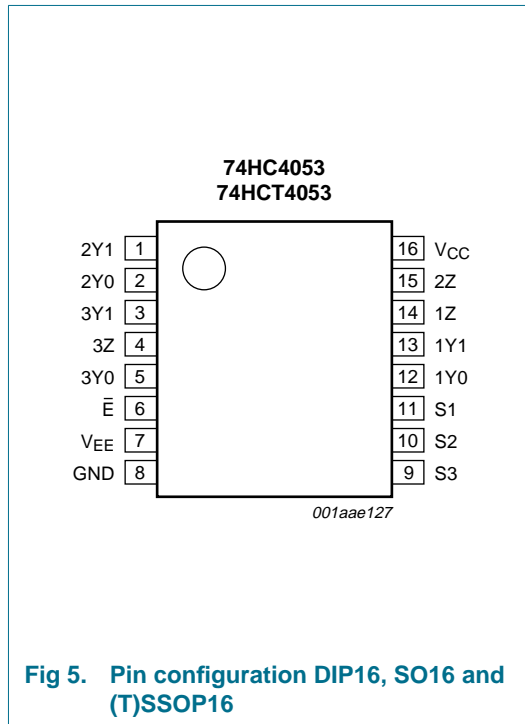 74HC4053
74HCT4053
2Y1 1 16 VCC
2Y0 2 15 2Z
3Y1 3 14 1Z
3Z 4 13 1Y1
3Y0 5 12 1Y0
E̅ 6 11 S1
VEE 7 10 S2
GND 8 9 S3
001aae127
Fig 5. Pin configuration DIP16, SO16 and
(T)SSOP16